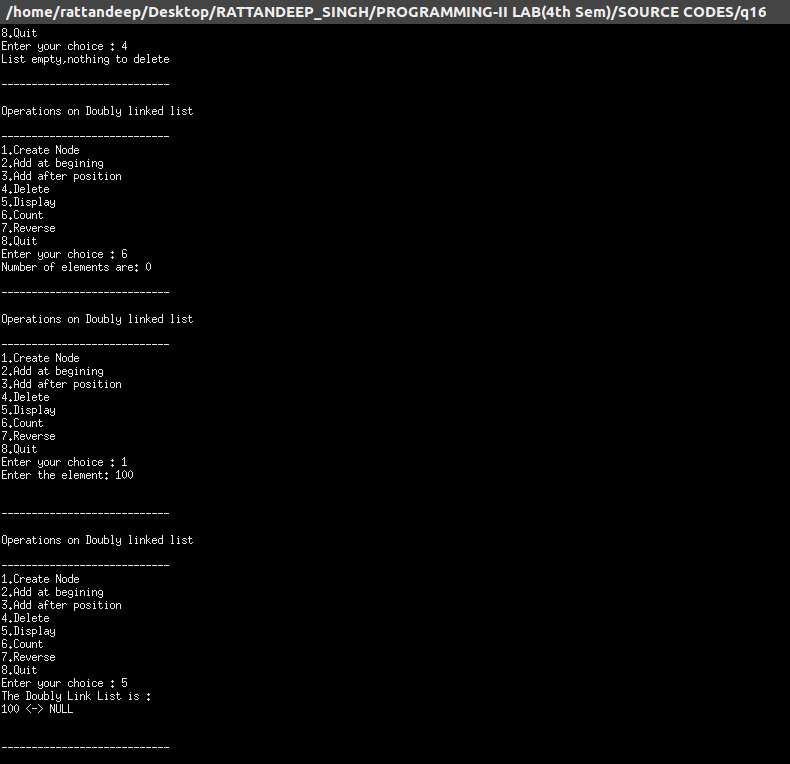 /home/rattandeep/Desktop/RATTANDEEP_SINGH/PROGRAMMING-II LAB(4th Sem)/SOURCE CODES/q16
8.Quit
Enter your choice : 4
List empty,nothing to delete
----------------------------
Operations on Doubly linked list
----------------------------
1.Create Node
2.Add at begining
3.Add after position
4.Delete
5.Display
6.Count
7.Reverse
8.Quit
Enter your choice : 6
Number of elements are: 0
----------------------------
Operations on Doubly linked list
----------------------------
1.Create Node
2.Add at begining
3.Add after position
4.Delete
5.Display
6.Count
7.Reverse
8.Quit
Enter your choice : 1
Enter the element: 100
----------------------------
Operations on Doubly linked list
----------------------------
1.Create Node
2.Add at begining
3.Add after position
4.Delete
5.Display
6.Count
7.Reverse
8.Quit
Enter your choice : 5
The Doubly Link List is :
100 <-> NULL
----------------------------